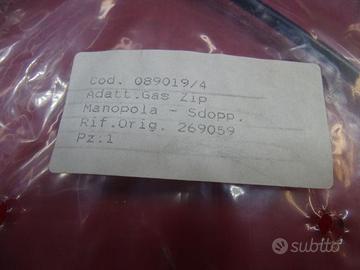 Cod. 089019/4
Adatt.Gas Zip
Manopola - Sdopp.
Rif.Orig. 269059
Pz:1
subito